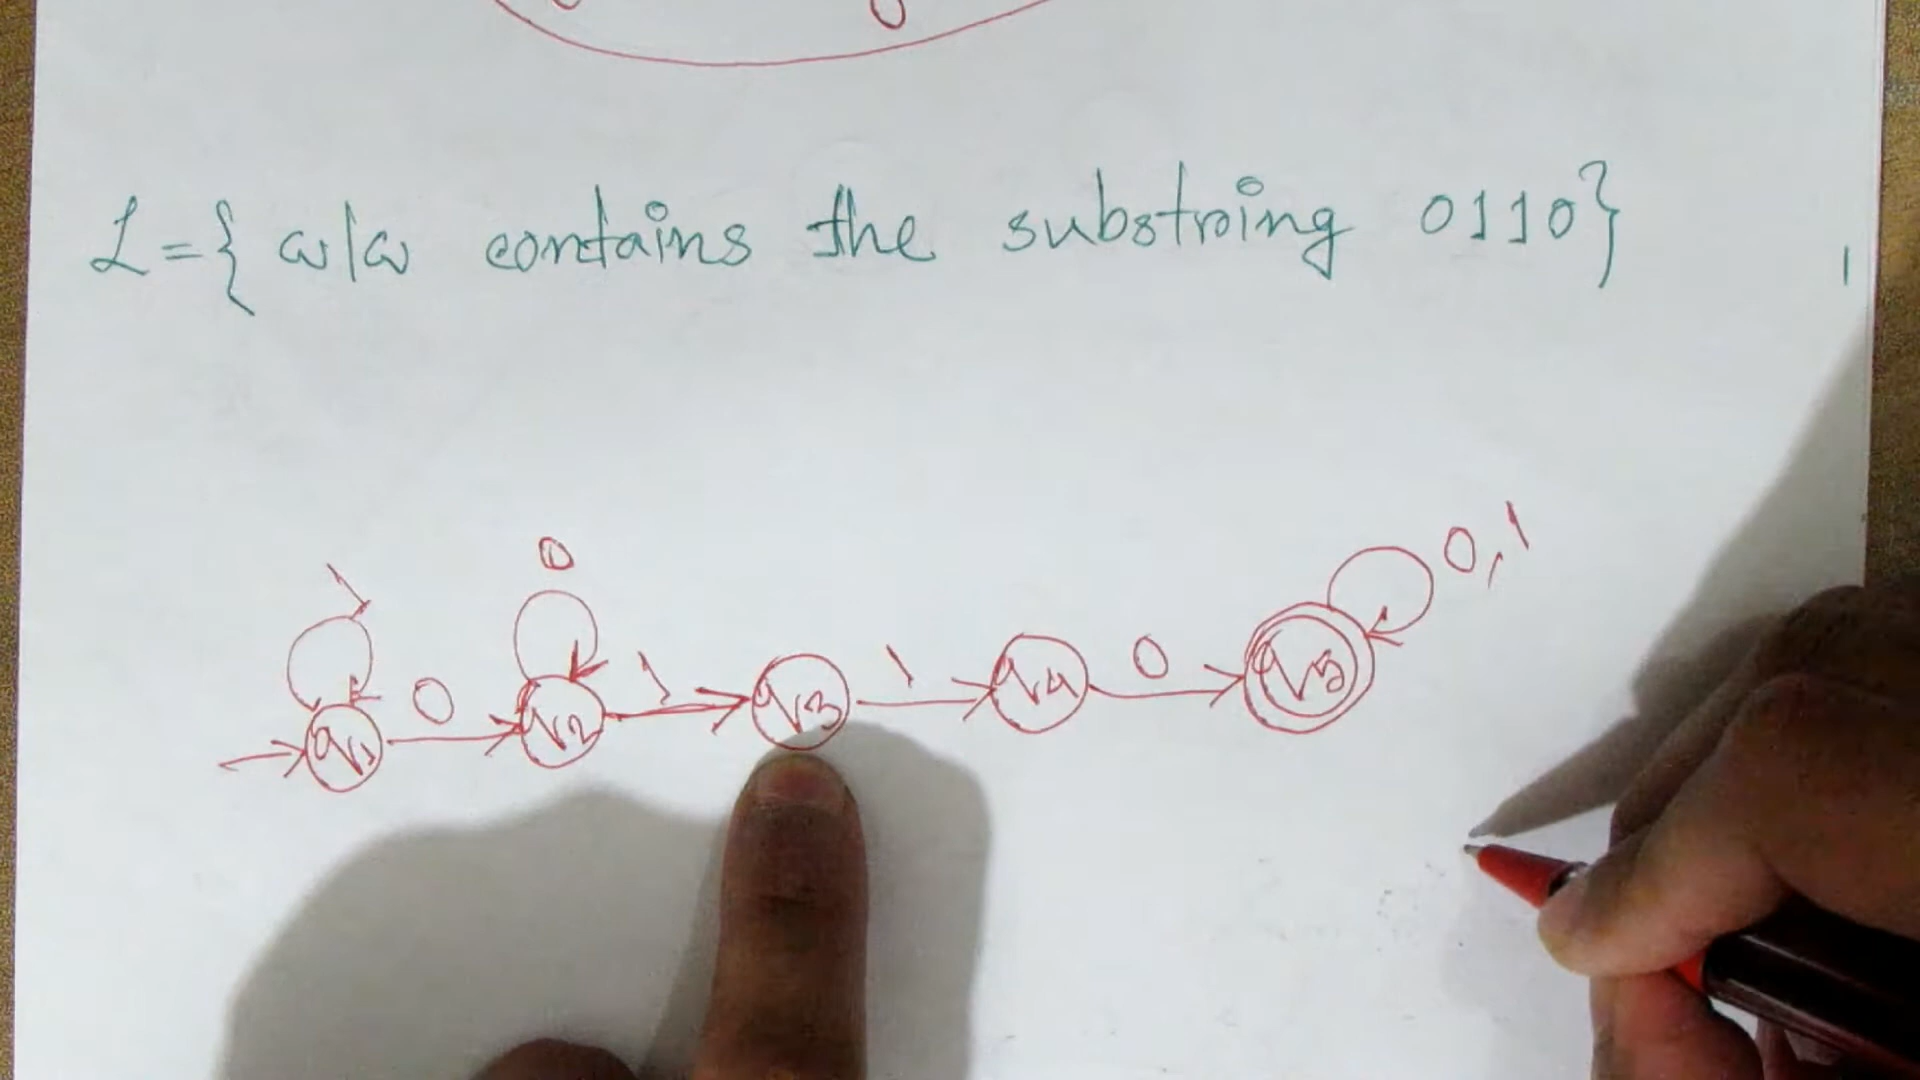 L={ w/w contains the substring 0110}
1 0 0,1
0 1 1 0
q1 q2 q3 q4 q5